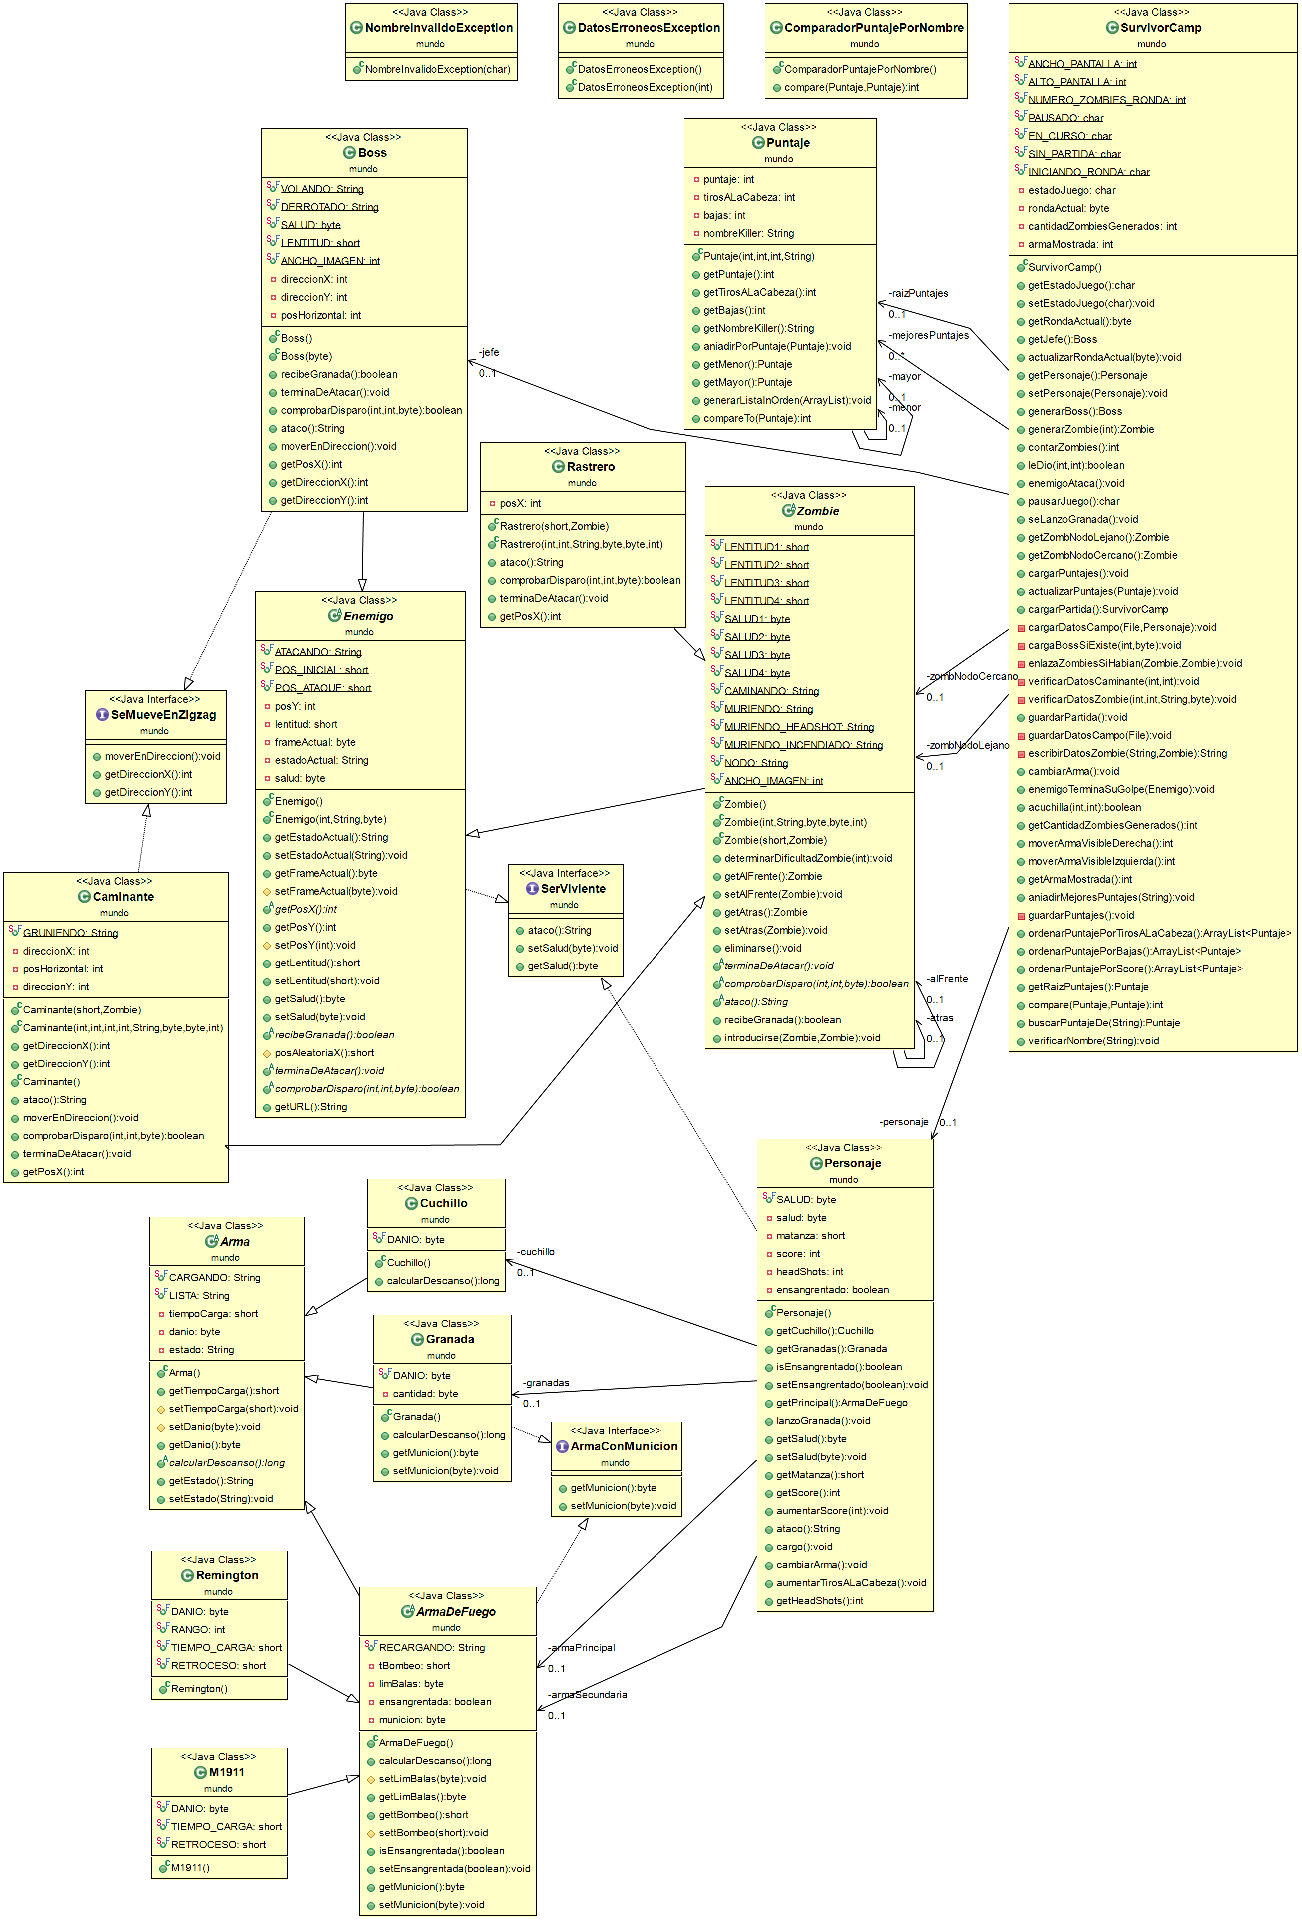 <<Java Class>>
NombreInvalidoException
mundo
NombreInvalidoException(char)
<<Java Class>>
DatosErroneosException
mundo
DatosErroneosException()
DatosErroneosException(int)
<<Java Class>>
ComparadorPuntajePorNombre
mundo
ComparadorPuntajePorNombre()
compare(Puntaje,Puntaje):int
<<Java Class>>
SurvivorCamp
mundo
ANCHO_PANTALLA: int
ALTO_PANTALLA: int
NUMERO_ZOMBIES_RONDA: int
PAUSADO: char
EN_CURSO: char
SIN_PARTIDA: char
INICIANDO_RONDA: char
estadoJuego: char
rondaActual: byte
cantidadZombiesGenerados: int
armaMostrada: int
SurvivorCamp()
getEstadoJuego():char
setEstadoJuego(char):void
getRondaActual():byte
getJefe():Boss
actualizarRondaActual(byte):void
getPersonaje():Personaje
setPersonaje(Personaje):void
generarBoss():Boss
generarZombie(int):Zombie
contarZombies():int
leDio(int,int):boolean
enemigoAtaca():void
pausarJuego():char
seLanzoGranada():void
getZombNodoLejano():Zombie
getZombNodoCercano():Zombie
cargarPuntajes():void
actualizarPuntajes(Puntaje):void
cargarPartida():SurvivorCamp
cargarDatosCampo(File,Personaje):void
cargaBossSiExiste(int,byte):void
enlazaZombiesSiHabian(Zombie,Zombie):void
verificarDatosCaminante(int,int):void
verificarDatosZombie(int,int,String,byte):void
guardarPartida():void
guardarDatosCampo(File):void
escribirDatosZombie(String,Zombie):String
cambiarArma():void
enemigoTerminaSuGolpe(Enemigo):void
acuchilla(int,int):boolean
getCantidadZombiesGenerados():int
moverArmaVisibleDerecha():int
moverArmaVisibleIzquierda():int
getArmaMostrada():int
aniadirMejoresPuntajes(String):void
guardarPuntajes():void
ordenarPuntajePorTirosALaCabeza():ArrayList<Puntaje>
ordenarPuntajePorBajas():ArrayList<Puntaje>
ordenarPuntajePorScore():ArrayList<Puntaje>
getRaizPuntajes():Puntaje
compare(Puntaje,Puntaje):int
buscarPuntajeDe(String):Puntaje
verificarNombre(String):void
<<Java Class>>
Boss
mundo
VOLANDO: String
DERROTADO: String
SALUD: byte
LENTITUD: short
ANCHO_IMAGEN: int
direccionX: int
direccionY: int
posHorizontal: int
Boss()
Boss(byte)
recibeGranada():boolean
terminaDeAtacar():void
comprobarDisparo(int,int,byte):boolean
ataco():String
moverEnDireccion():void
getPosX():int
getDireccionX():int
getDireccionY():int
<<Java Class>>
Puntaje
mundo
puntaje: int
tirosALaCabeza: int
bajas: int
nombreKiller: String
Puntaje(int,int,int,String)
getPuntaje():int
getTirosALaCabeza():int
getBajas():int
getNombreKiller():String
aniadirPorPuntaje(Puntaje):void
getMenor():Puntaje
getMayor():Puntaje
generarListaInOrden(ArrayList):void
compareTo(Puntaje):int
-raizPuntajes
0..1
-mejoresPuntajes
0..*
-mayor
0..1
-menor
0..1
-jefe
0..1
<<Java Class>>
Rastrero
mundo
posX: int
Rastrero(short,Zombie)
Rastrero(int,int,String,byte,byte,int)
ataco():String
comprobarDisparo(int,int,byte):boolean
terminaDeAtacar():void
getPosX():int
<<Java Class>>
Zombie
mundo
LENTITUD1: short
LENTITUD2: short
LENTITUD3: short
LENTITUD4: short
SALUD1: byte
SALUD2: byte
SALUD3: byte
SALUD4: byte
CAMINANDO: String
MURIENDO: String
MURIENDO_HEADSHOT: String
MURIENDO_INCENDIADO: String
NODO: String
ANCHO_IMAGEN: int
Zombie()
Zombie(int,String,byte,byte,int)
Zombie(short,Zombie)
determinarDificultadZombie(int):void
getAlFrente():Zombie
setAlFrente(Zombie):void
getAtras():Zombie
setAtras(Zombie):void
eliminarse():void
terminaDeAtacar():void
comprobarDisparo(int,int,byte):boolean
ataco():String
recibeGranada():boolean
introducirse(Zombie,Zombie):void
-zombNodoCercano
0..1
-zombNodoLejano
0..1
-alFrente
0..1
-atras
0..1
<<Java Class>>
Enemigo
mundo
ATACANDO: String
POS_INICIAL: short
POS_ATAQUE: short
posY: int
lentitud: short
frameActual: byte
estadoActual: String
salud: byte
Enemigo()
Enemigo(int,String,byte)
getEstadoActual():String
setEstadoActual(String):void
getFrameActual():byte
setFrameActual(byte):void
getPosX():int
getPosY():int
setPosY(int):void
getLentitud():short
setLentitud(short):void
getSalud():byte
setSalud(byte):void
recibeGranada():boolean
posAleatoriaX():short
terminaDeAtacar():void
comprobarDisparo(int,int,byte):boolean
getURL():String
<<Java Interface>>
SeMueveEnZigzag
mundo
moverEnDireccion():void
getDireccionX():int
getDireccionY():int
<<Java Class>>
Caminante
mundo
GRUNIENDO: String
direccionX: int
posHorizontal: int
direccionY: int
Caminante(short,Zombie)
Caminante(int,int,int,int,String,byte,byte,int)
getDireccionX():int
getDireccionY():int
Caminante()
ataco():String
moverEnDireccion():void
comprobarDisparo(int,int,byte):boolean
terminaDeAtacar():void
getPosX():int
<<Java Interface>>
SerViviente
mundo
ataco():String
setSalud(byte):void
getSalud():byte
-personaje
0..1
<<Java Class>>
Personaje
mundo
SALUD: byte
salud: byte
matanza: short
score: int
headShots: int
ensangrentado: boolean
Personaje()
getCuchillo():Cuchillo
getGranadas():Granada
isEnsangrentado():boolean
setEnsangrentado(boolean):void
getPrincipal():ArmaDeFuego
lanzoGranada():void
getSalud():byte
setSalud(byte):void
getMatanza():short
getScore():int
aumentarScore(int):void
ataco():String
cargo():void
cambiarArma():void
aumentarTirosALaCabeza():void
getHeadShots():int
<<Java Class>>
Cuchillo
mundo
DANIO: byte
Cuchillo()
calcularDescanso():long
-cuchillo
0..1
<<Java Class>>
Arma
mundo
CARGANDO: String
LISTA: String
tiempoCarga: short
danio: byte
estado: String
Arma()
getTiempoCarga():short
setTiempoCarga(short):void
setDanio(byte):void
getDanio():byte
calcularDescanso():long
getEstado():String
setEstado(String):void
<<Java Class>>
Granada
mundo
DANIO: byte
cantidad: byte
Granada()
calcularDescanso():long
getMunicion():byte
setMunicion(byte):void
-granadas
0..1
<<Java Interface>>
ArmaConMunicion
mundo
getMunicion():byte
setMunicion(byte):void
<<Java Class>>
Remington
mundo
DANIO: byte
RANGO: int
TIEMPO_CARGA: short
RETROCESO: short
Remington()
<<Java Class>>
ArmaDeFuego
mundo
RECARGANDO: String
tBombeo: short
limBalas: byte
ensangrentada: boolean
municion: byte
ArmaDeFuego()
calcularDescanso():long
setLimBalas(byte):void
getLimBalas():byte
gettBombeo():short
settBombeo(short):void
isEnsangrentada():boolean
setEnsangrentada(boolean):void
getMunicion():byte
setMunicion(byte):void
-armaPrincipal
0..1
-armaSecundaria
0..1
<<Java Class>>
M1911
mundo
DANIO: byte
TIEMPO_CARGA: short
RETROCESO: short
M1911()